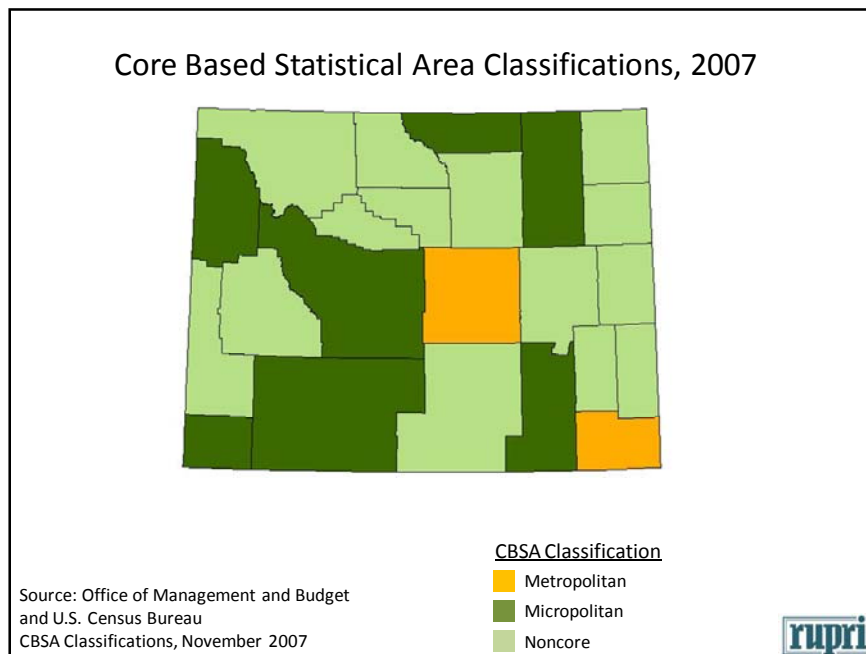 Core Based Statistical Area Classifications, 2007
CBSA Classification
Metropolitan
Micropolitan
Noncore
Source: Office of Management and Budget
and U.S. Census Bureau
CBSA Classifications, November 2007
rupri